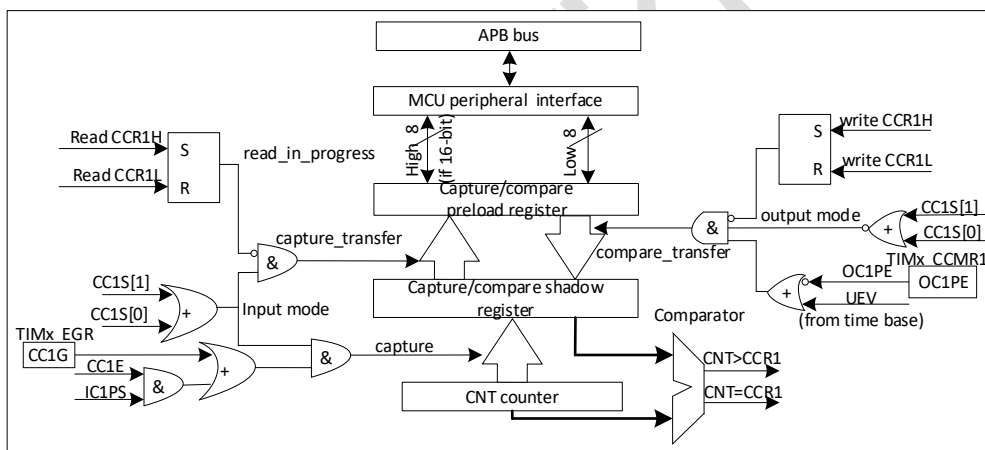 APB bus
MCU peripheral interface
Read CCR1H
Read CCR1L
S
R
read_in_progress
High 8
(if 16-bit)
Low 8
S
R
write CCR1H
write CCR1L
Capture/compare
preload register
capture_transfer
&
compare_transfer
&
output mode
+
CC1S[1]
CC1S[0]
TIMx_CCMR1
OC1PE
OC1PE
UEV
(from time base)
+
CC1S[1]
CC1S[0]
+
Input mode
Capture/compare shadow
register
Comparator
TIMx_EGR
CC1G
CC1E
IC1PS
&
+
&
capture
CNT counter
CNT>CCR1
CNT=CCR1